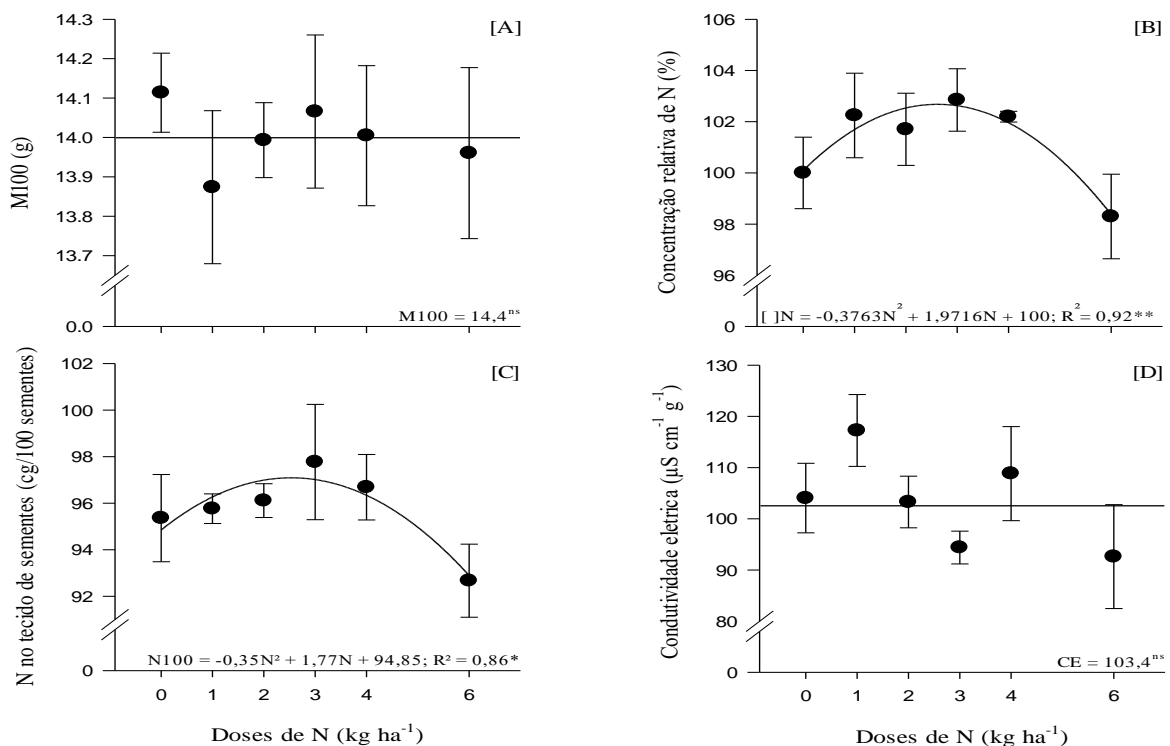 [A]
M100 (g)
14.3
14.2
14.1
14.0
13.9
13.8
13.7
0.0
M100 = 14,4ⁿˢ
[B]
Concentração relativa de N (%)
106
104
102
100
98
96
0
[ ]N = -0,3763N² + 1,9716N + 100; R² = 0,92**
[C]
N no tecido de sementes (cg/100 sementes)
102
100
98
96
94
92
0
N100 = -0,35N² + 1,77N + 94,85; R² = 0,86*
0 1 2 3 4 6
Doses de N (kg ha⁻¹)
[D]
Condutividade eletrica (µS cm⁻¹ g⁻¹)
130
120
110
100
90
80
0
CE = 103,4ⁿˢ
0 1 2 3 4 6
Doses de N (kg ha⁻¹)